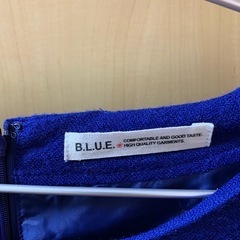 B.L.U.E. COMFORTABLE AND GOOD TASTE
HIGH QUALITY GARMENTS.